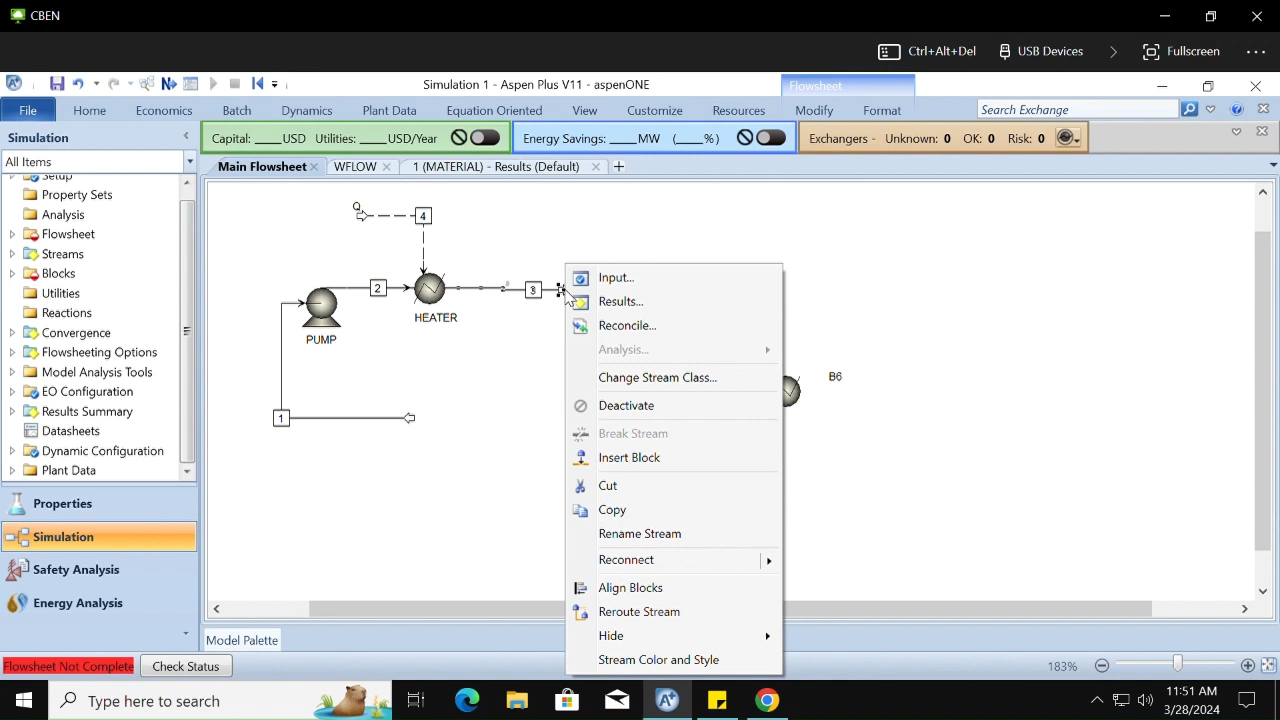 CBEN
Ctrl+Alt+Del USB Devices Fullscreen
Simulation 1 - Aspen Plus V11 - aspenONE Flowsheet
File Home Economics Batch Dynamics Plant Data Equation Oriented View Customize Resources Modify Format Search Exchange
Simulation Capital: ____USD Utilities: ____USD/Year Energy Savings: ____MW (____%) Exchangers - Unknown: 0 OK: 0 Risk: 0
All Items Main Flowsheet WFLOW 1 (MATERIAL) - Results (Default) +
Setup
Property Sets
Analysis
Flowsheet
Streams
Blocks
Utilities
Reactions
Convergence
Flowsheeting Options
Model Analysis Tools
EO Configuration
Results Summary
Datasheets
Dynamic Configuration
Plant Data
Properties
Simulation
Safety Analysis
Energy Analysis
Q
4
2
3
HEATER
PUMP
1
B6
Input...
Results...
Reconcile...
Analysis...
Change Stream Class...
Deactivate
Break Stream
Insert Block
Cut
Copy
Rename Stream
Reconnect
Align Blocks
Reroute Stream
Hide
Stream Color and Style
Model Palette
Flowsheet Not Complete Check Status 183%
Type here to search
11:51 AM
3/28/2024